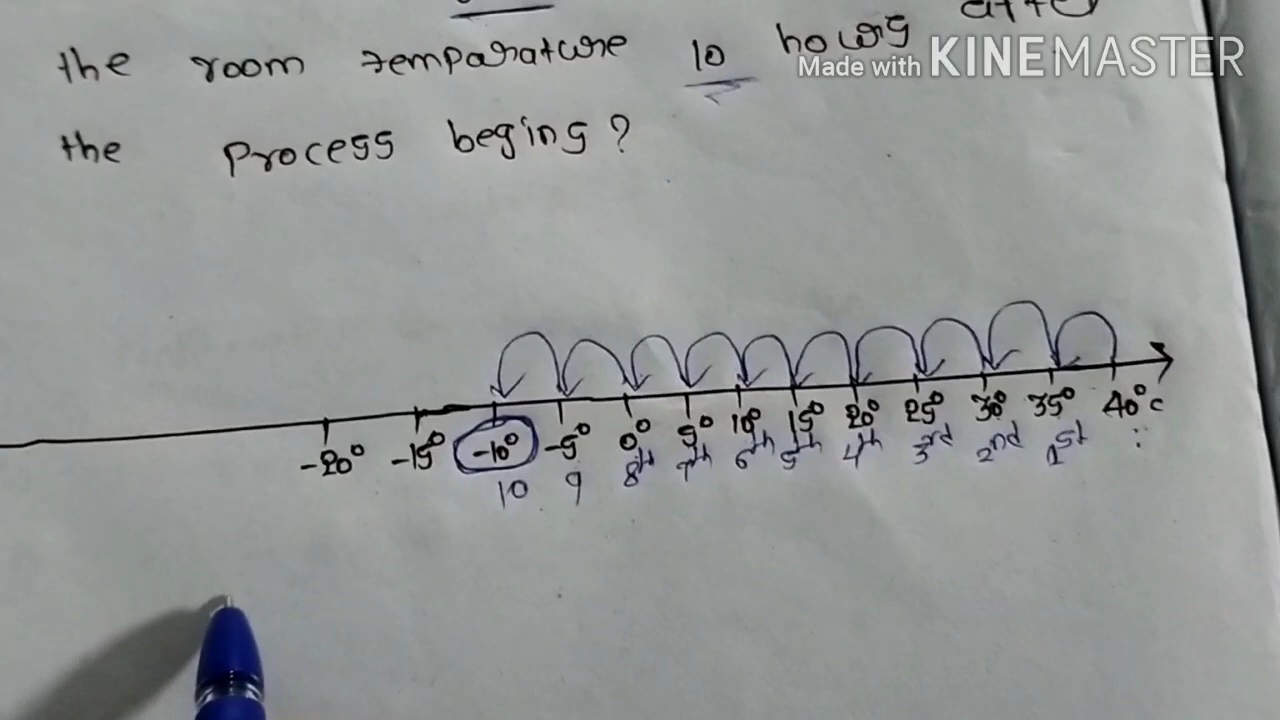 the room temparature 10 hours after
Made with KINEMASTER
the process begins?
-20° -15° -10° -5° 0° 5° 10° 15° 20° 25° 30° 35° 40°c
10 9 8th 7th 6th 5th 4th 3rd 2nd 1st :